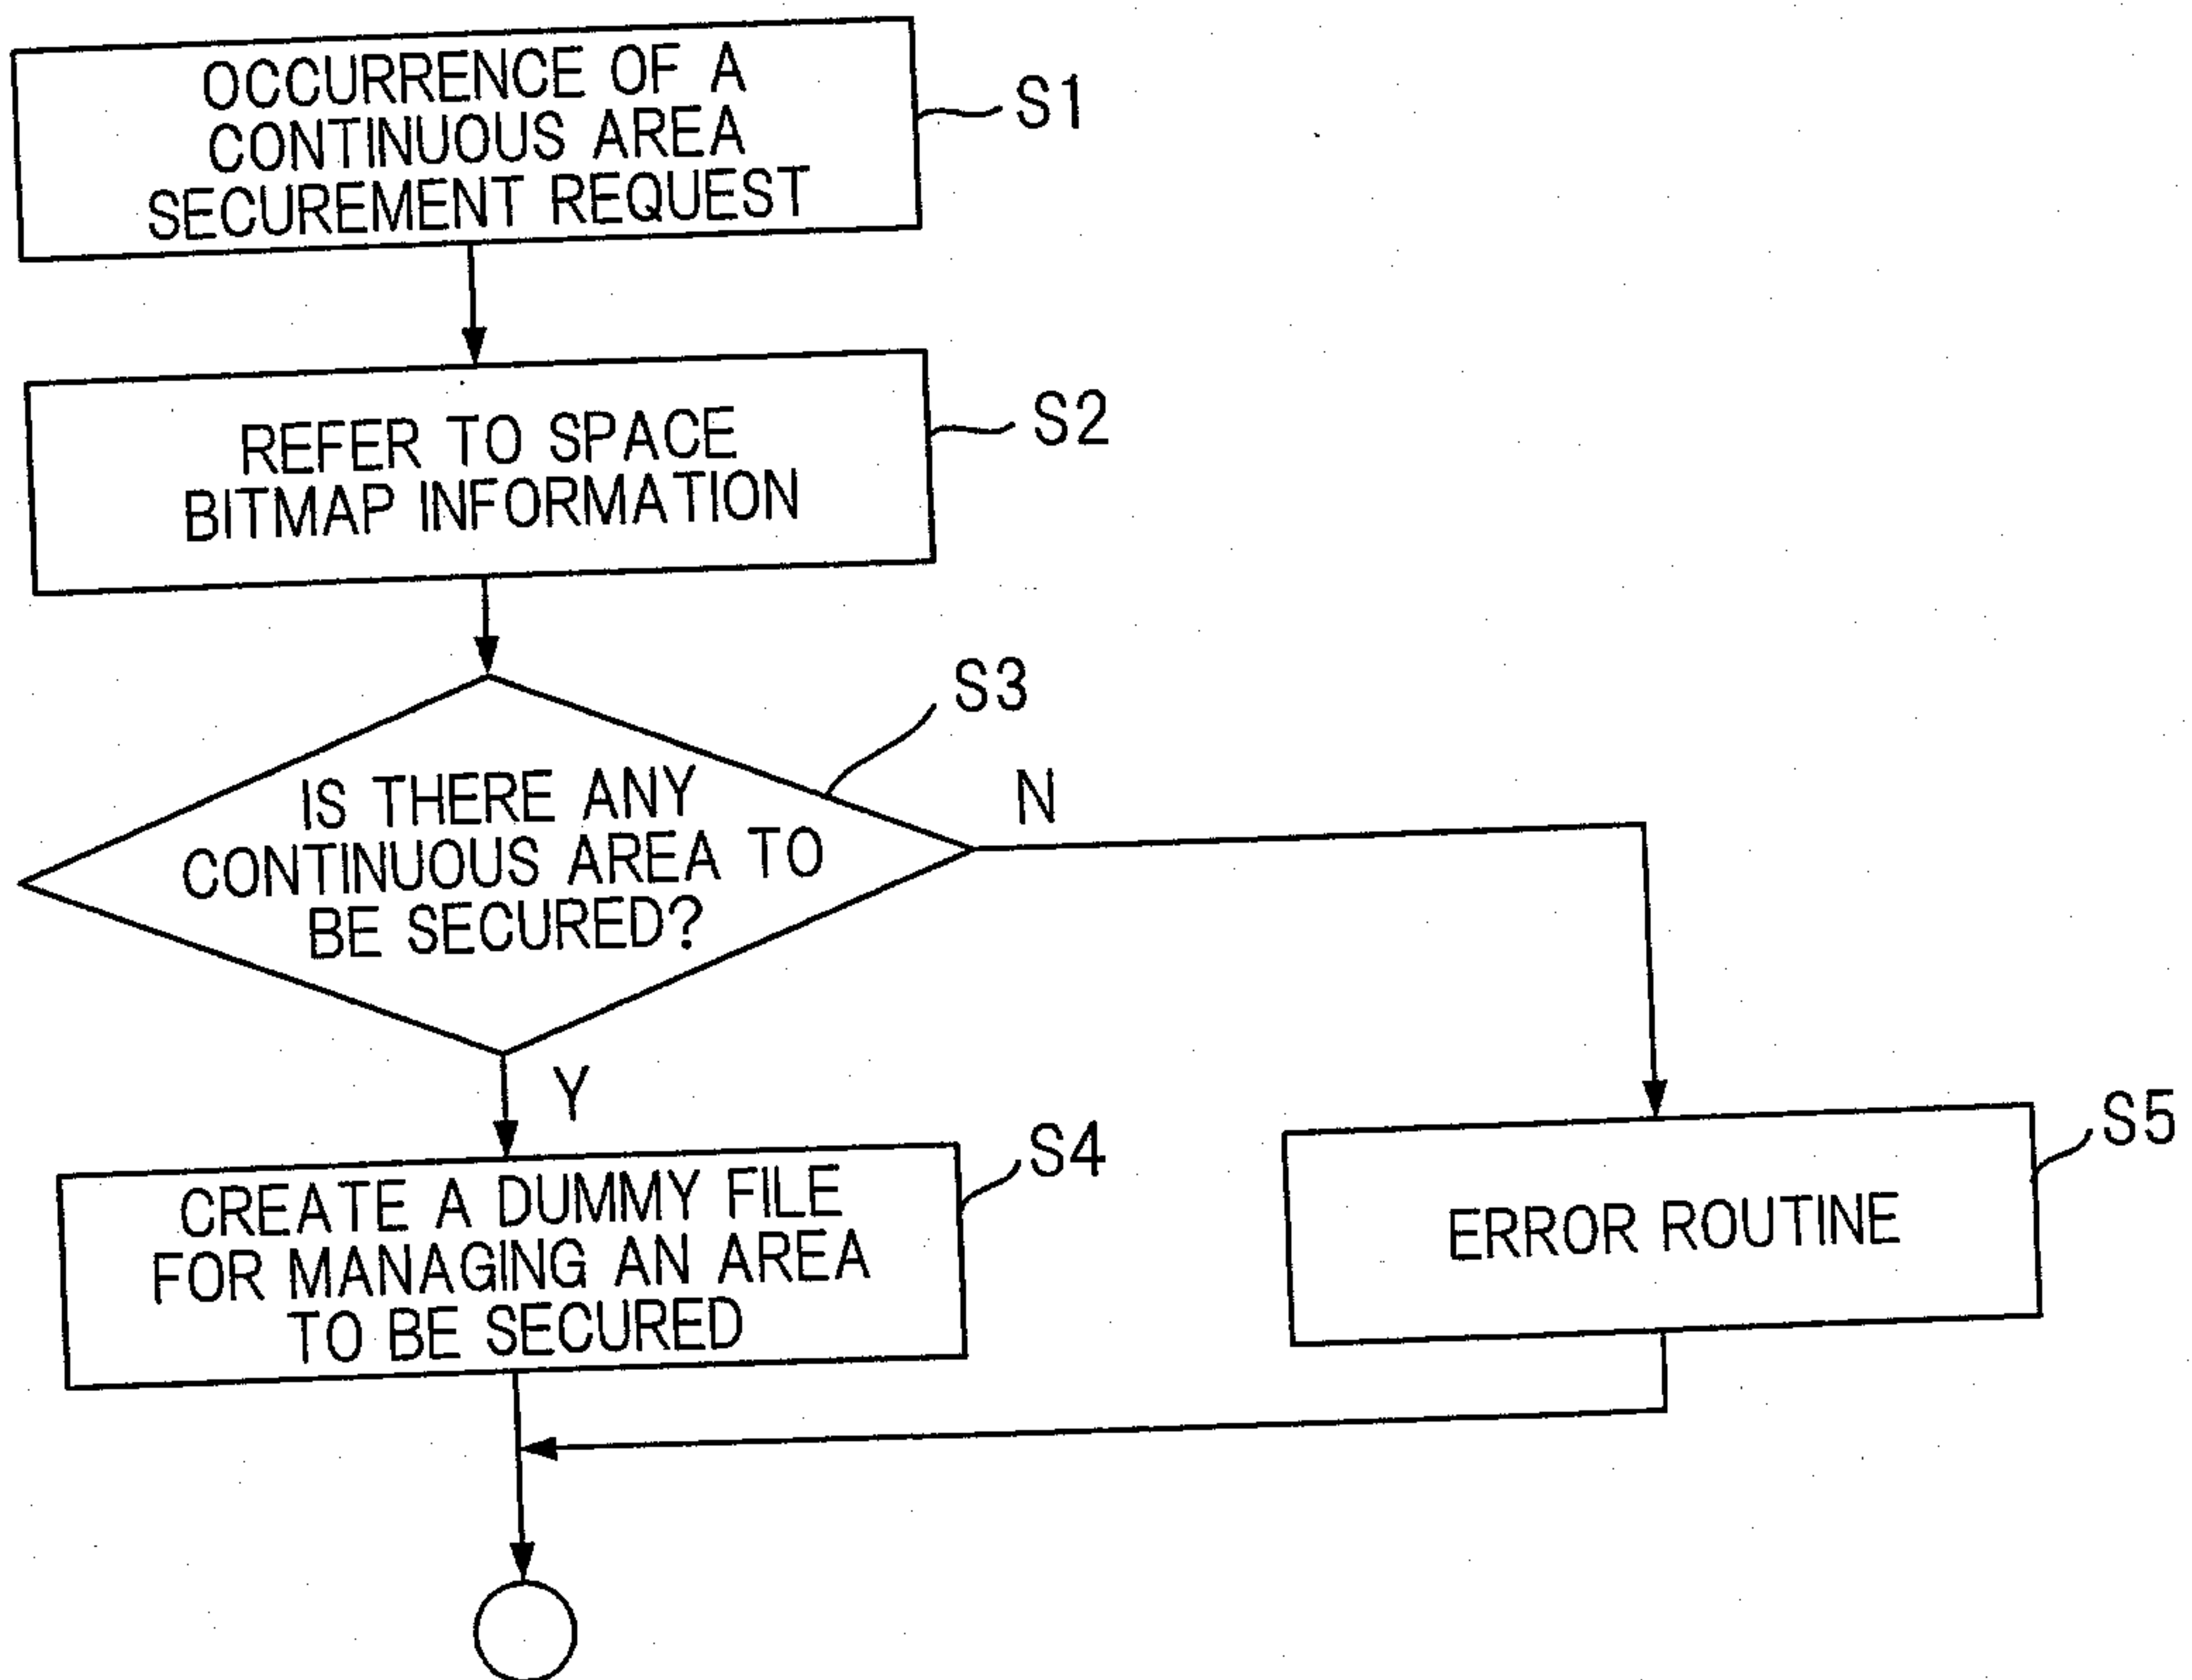 OCCURRENCE OF A
CONTINUOUS AREA
SECUREMENT REQUEST
S1
REFER TO SPACE
BITMAP INFORMATION
S2
S3
IS THERE ANY
CONTINUOUS AREA TO
BE SECURED?
N
Y
CREATE A DUMMY FILE
FOR MANAGING AN AREA
TO BE SECURED
S4
ERROR ROUTINE
S5